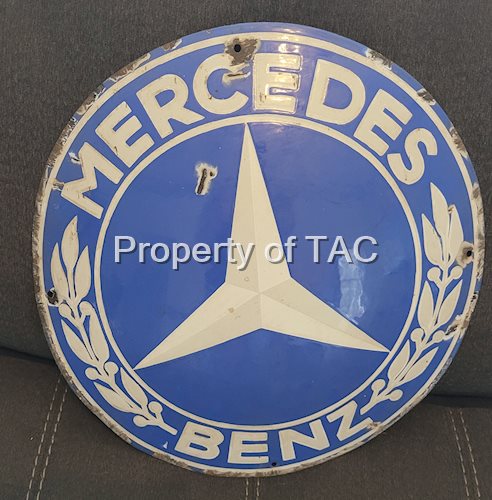 MERCEDES
Property of TAC
BENZ